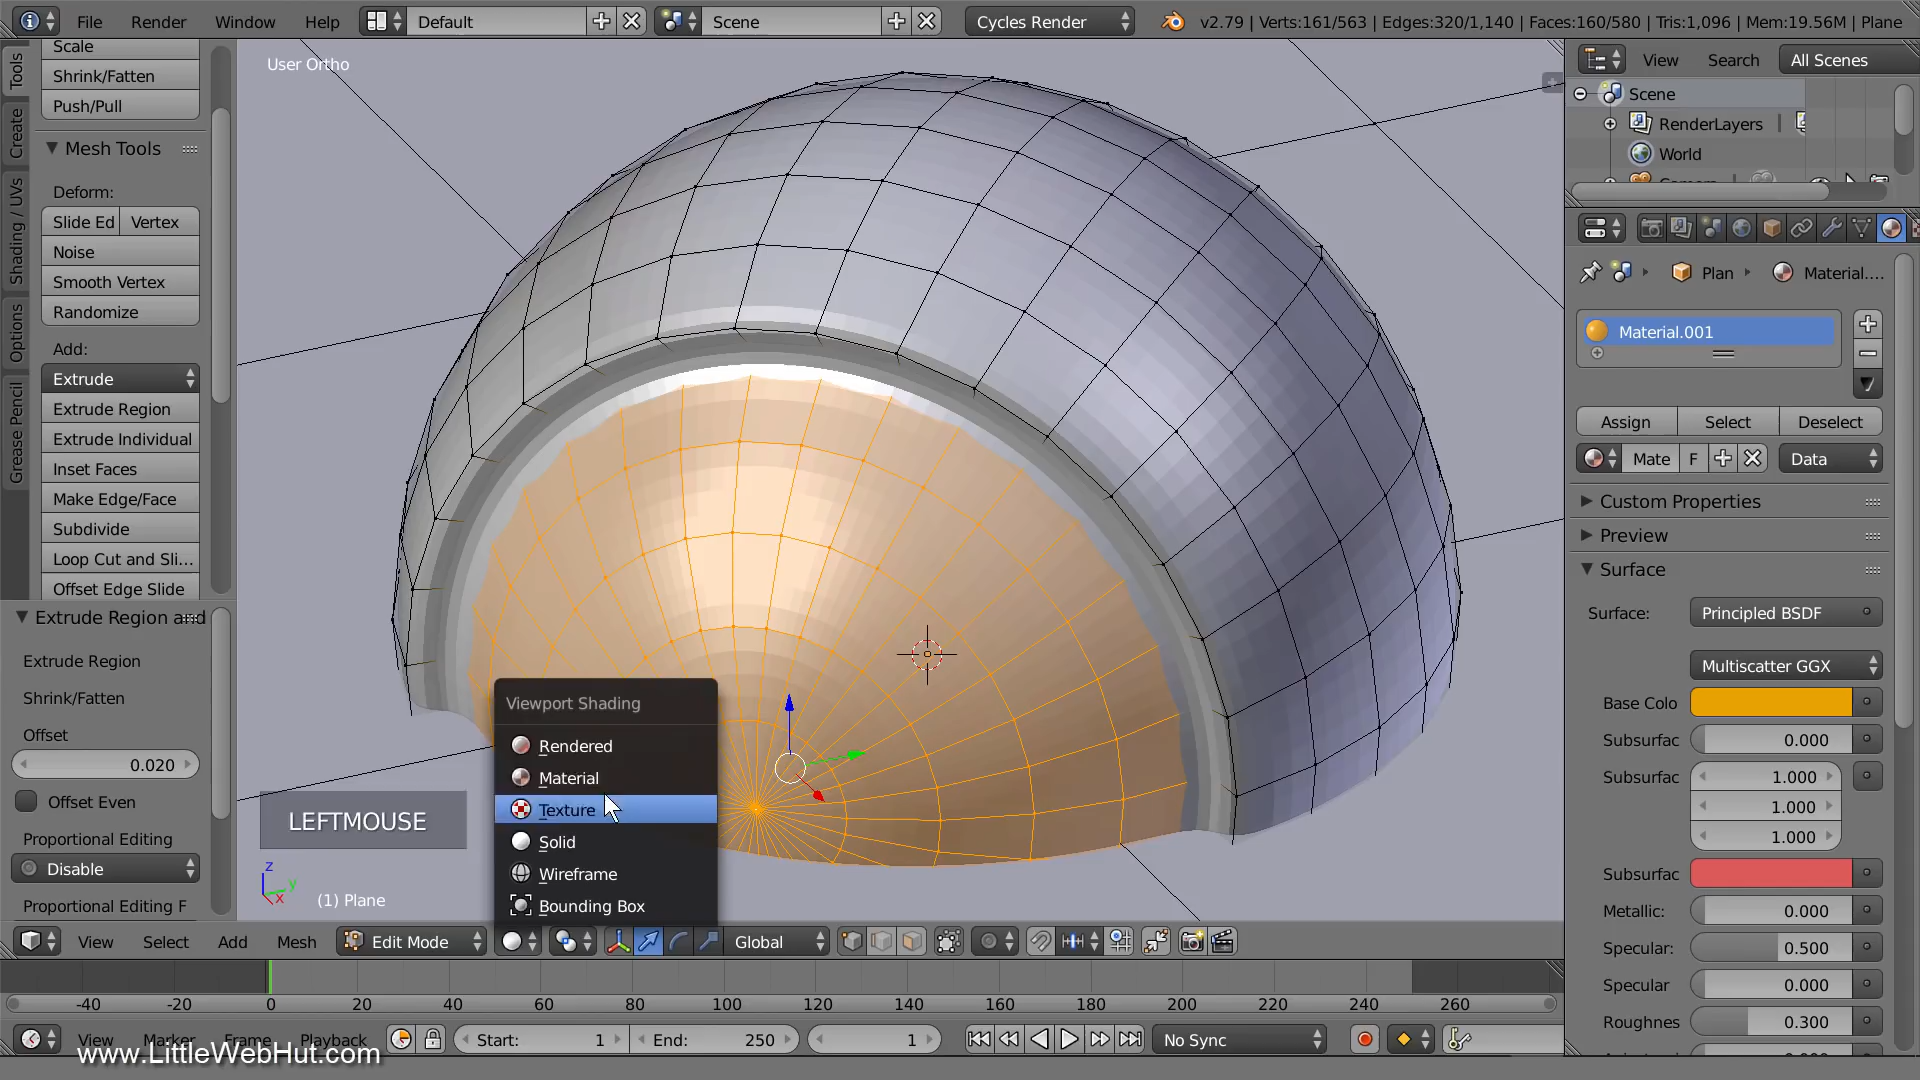 File Render Window Help Default Scene Cycles Render v2.79 | Verts:161/563 | Edges:320/1,140 | Faces:160/580 | Tris:1,096 | Mem:19.56M | Plane
Tools
Create
Shading / UVs
Options
Grease Pencil
Scale
Shrink/Fatten
Push/Pull
Mesh Tools
Deform:
Slide Ed Vertex
Noise
Smooth Vertex
Randomize
Add:
Extrude
Extrude Region
Extrude Individual
Inset Faces
Make Edge/Face
Subdivide
Loop Cut and Sli...
Offset Edge Slide
Extrude Region and
Extrude Region
Shrink/Fatten
Offset
0.020
Offset Even
Proportional Editing
Disable
Proportional Editing F
User Ortho
LEFTMOUSE
z
y
x
(1) Plane
Viewport Shading
Rendered
Material
Texture
Solid
Wireframe
Bounding Box
View Select Add Mesh Edit Mode Global
-40 -20 0 20 40 60 80 100 120 140 160 180 200 220 240 260
View Marker Frame Playback Start: 1 End: 250 1 No Sync
www.LittleWebHut.com
View Search All Scenes
Scene
RenderLayers
World
Plan Material....
Material.001
Assign Select Deselect
Mate F Data
Custom Properties
Preview
Surface
Surface: Principled BSDF
Multiscatter GGX
Base Colo
Subsurfac 0.000
Subsurfac 1.000
1.000
1.000
Subsurfac
Metallic: 0.000
Specular: 0.500
Specular 0.000
Roughnes 0.300